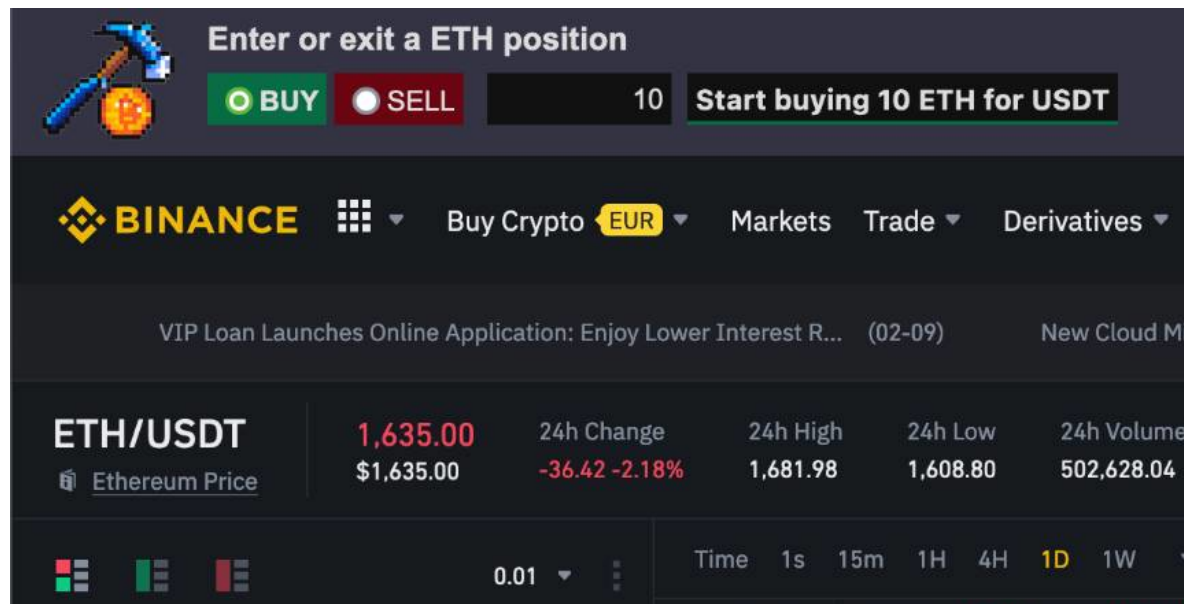 Enter or exit a ETH position
BUY SELL 10 Start buying 10 ETH for USDT
BINANCE Buy Crypto EUR Markets Trade Derivatives
VIP Loan Launches Online Application: Enjoy Lower Interest R... (02-09) New Cloud
ETH/USDT 1,635.00 24h Change 24h High 24h Low 24h Volume
Ethereum Price $1,635.00 -36.42 -2.18% 1,681.98 1,608.80 502,628.04
0.01 Time 1s 15m 1H 4H 1D 1W